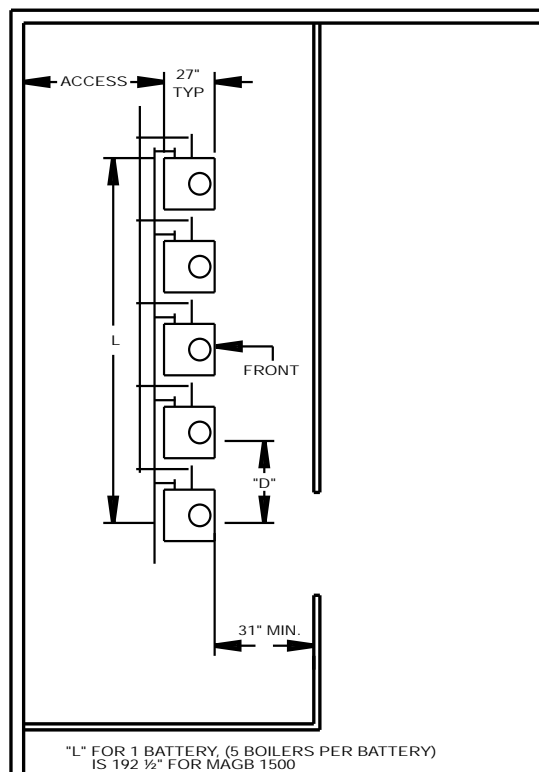 ACCESS
27"
TYP
L
FRONT
"D"
31" MIN.
"L" FOR 1 BATTERY, (5 BOILERS PER BATTERY)
IS 192 ½" FOR MAGB 1500